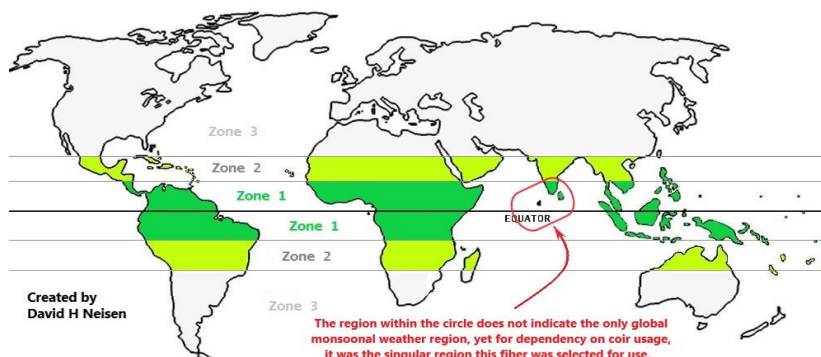 Zone 3
Zone 2
Zone 1
EQUATOR
Zone 1
Zone 2
Zone 3
Created by
David H Neisen
The region within the circle does not indicate the only global
monsoonal weather region, yet for dependency on coir usage,
it was the singular region this fiber was selected for use.